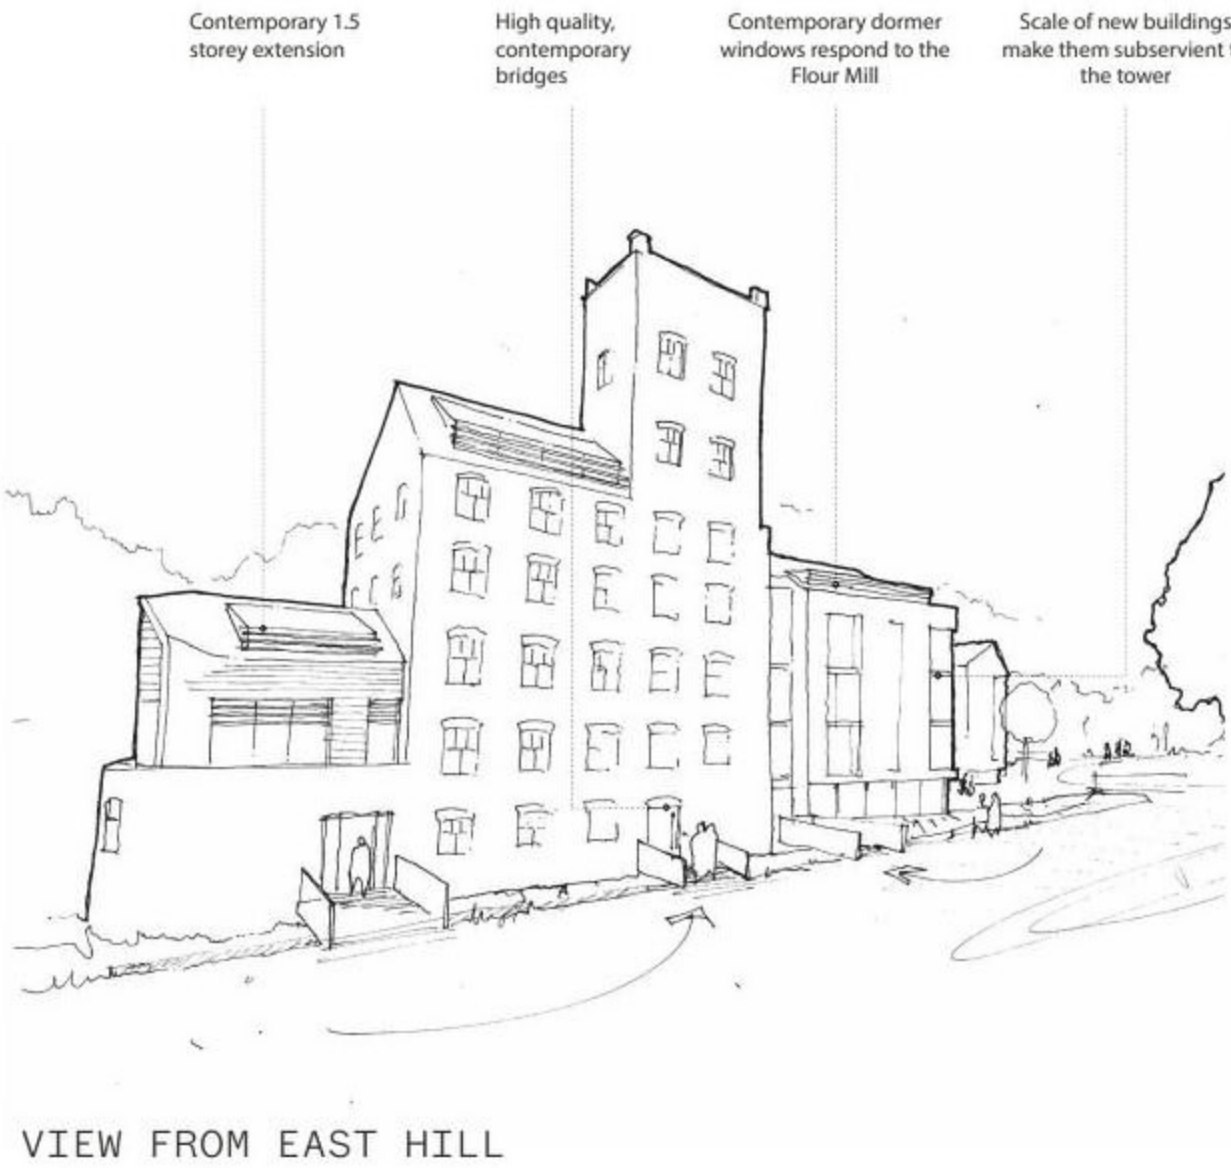 Contemporary 1.5
storey extension
High quality,
contemporary
bridges
Contemporary dormer
windows respond to the
Flour Mill
Scale of new buildings
make them subservient
the tower
VIEW FROM EAST HILL